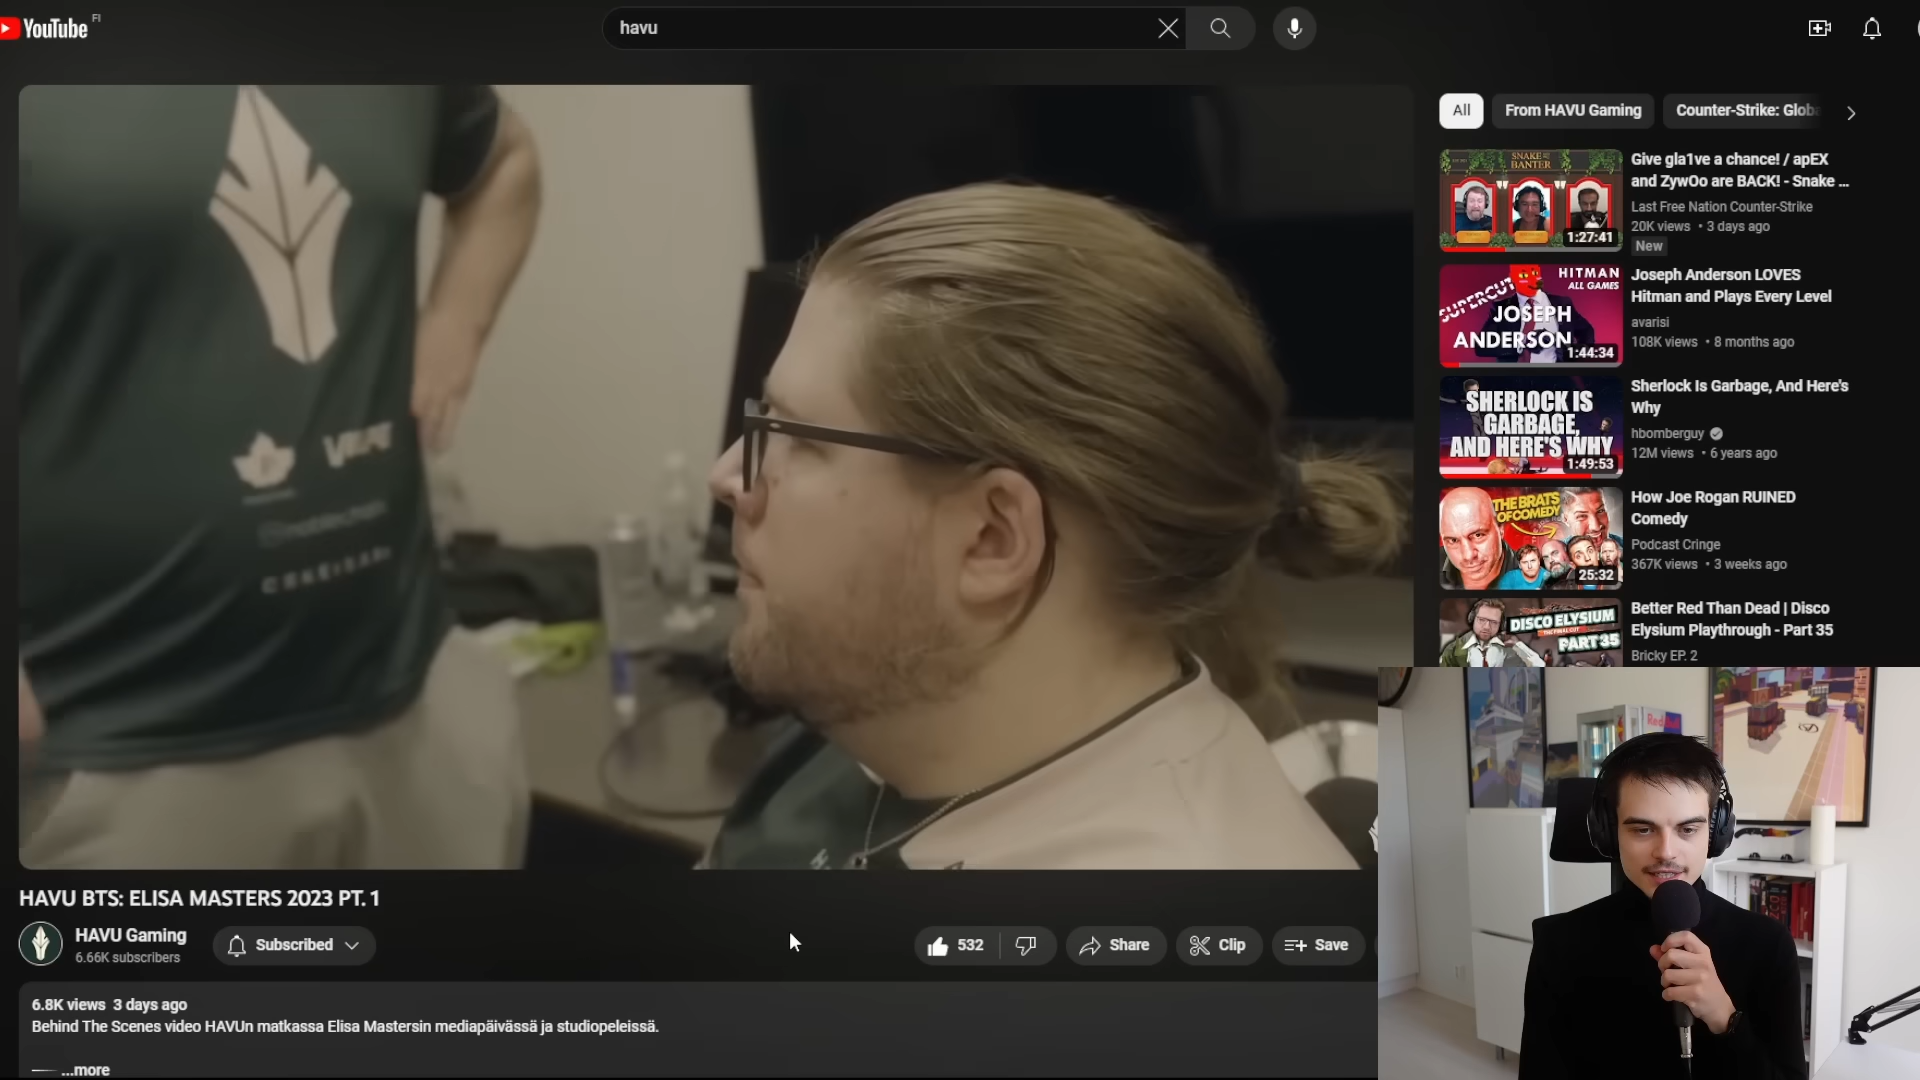 YouTube FI
havu
All
From HAVU Gaming
Counter-Strike: Glob
SNAKE
BANTER
1:27:41
Give gla1ve a chance! / apEX
and ZywOo are BACK! - Snake ...
Last Free Nation Counter-Strike
20K views • 3 days ago
New
HITMAN
ALL GAMES
SUPERCUT
JOSEPH
ANDERSON
1:44:34
Joseph Anderson LOVES
Hitman and Plays Every Level
avarisi
108K views • 8 months ago
SHERLOCK IS
GARBAGE,
AND HERE'S WHY
1:49:53
Sherlock Is Garbage, And Here's
Why
hbomberguy
12M views • 6 years ago
THE BRATS
OF COMEDY
25:32
How Joe Rogan RUINED
Comedy
Podcast Cringe
367K views • 3 weeks ago
DISCO ELYSIUM
PART 35
Better Red Than Dead | Disco
Elysium Playthrough - Part 35
Bricky EP. 2
HAVU BTS: ELISA MASTERS 2023 PT. 1
HAVU Gaming
6.66K subscribers
Subscribed
532
Share
Clip
Save
6.8K views 3 days ago
Behind The Scenes video HAVUn matkassa Elisa Mastersin mediapäivässä ja studiopeleissä.
...more